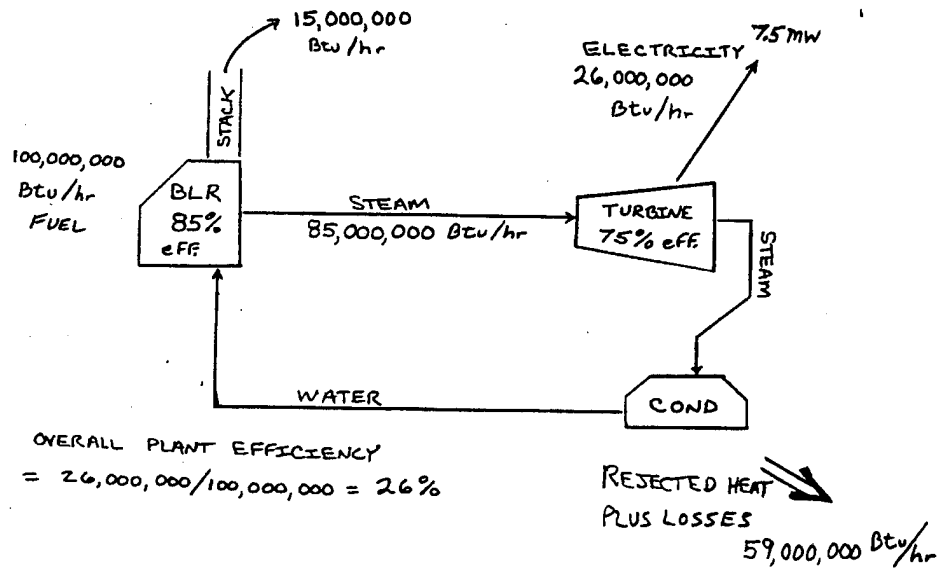 15,000,000
Btu/hr
7.5 MW
ELECTRICITY
26,000,000
Btu/hr
STACK
100,000,000
Btu/hr
FUEL
BLR
85%
eFF.
STEAM
85,000,000 Btu/hr
TURBINE
75% eFF.
STEAM
WATER
COND
OVERALL PLANT EFFICIENCY
= 26,000,000/100,000,000 = 26%
REJECTED HEAT
PLUS LOSSES
59,000,000 Btu/hr